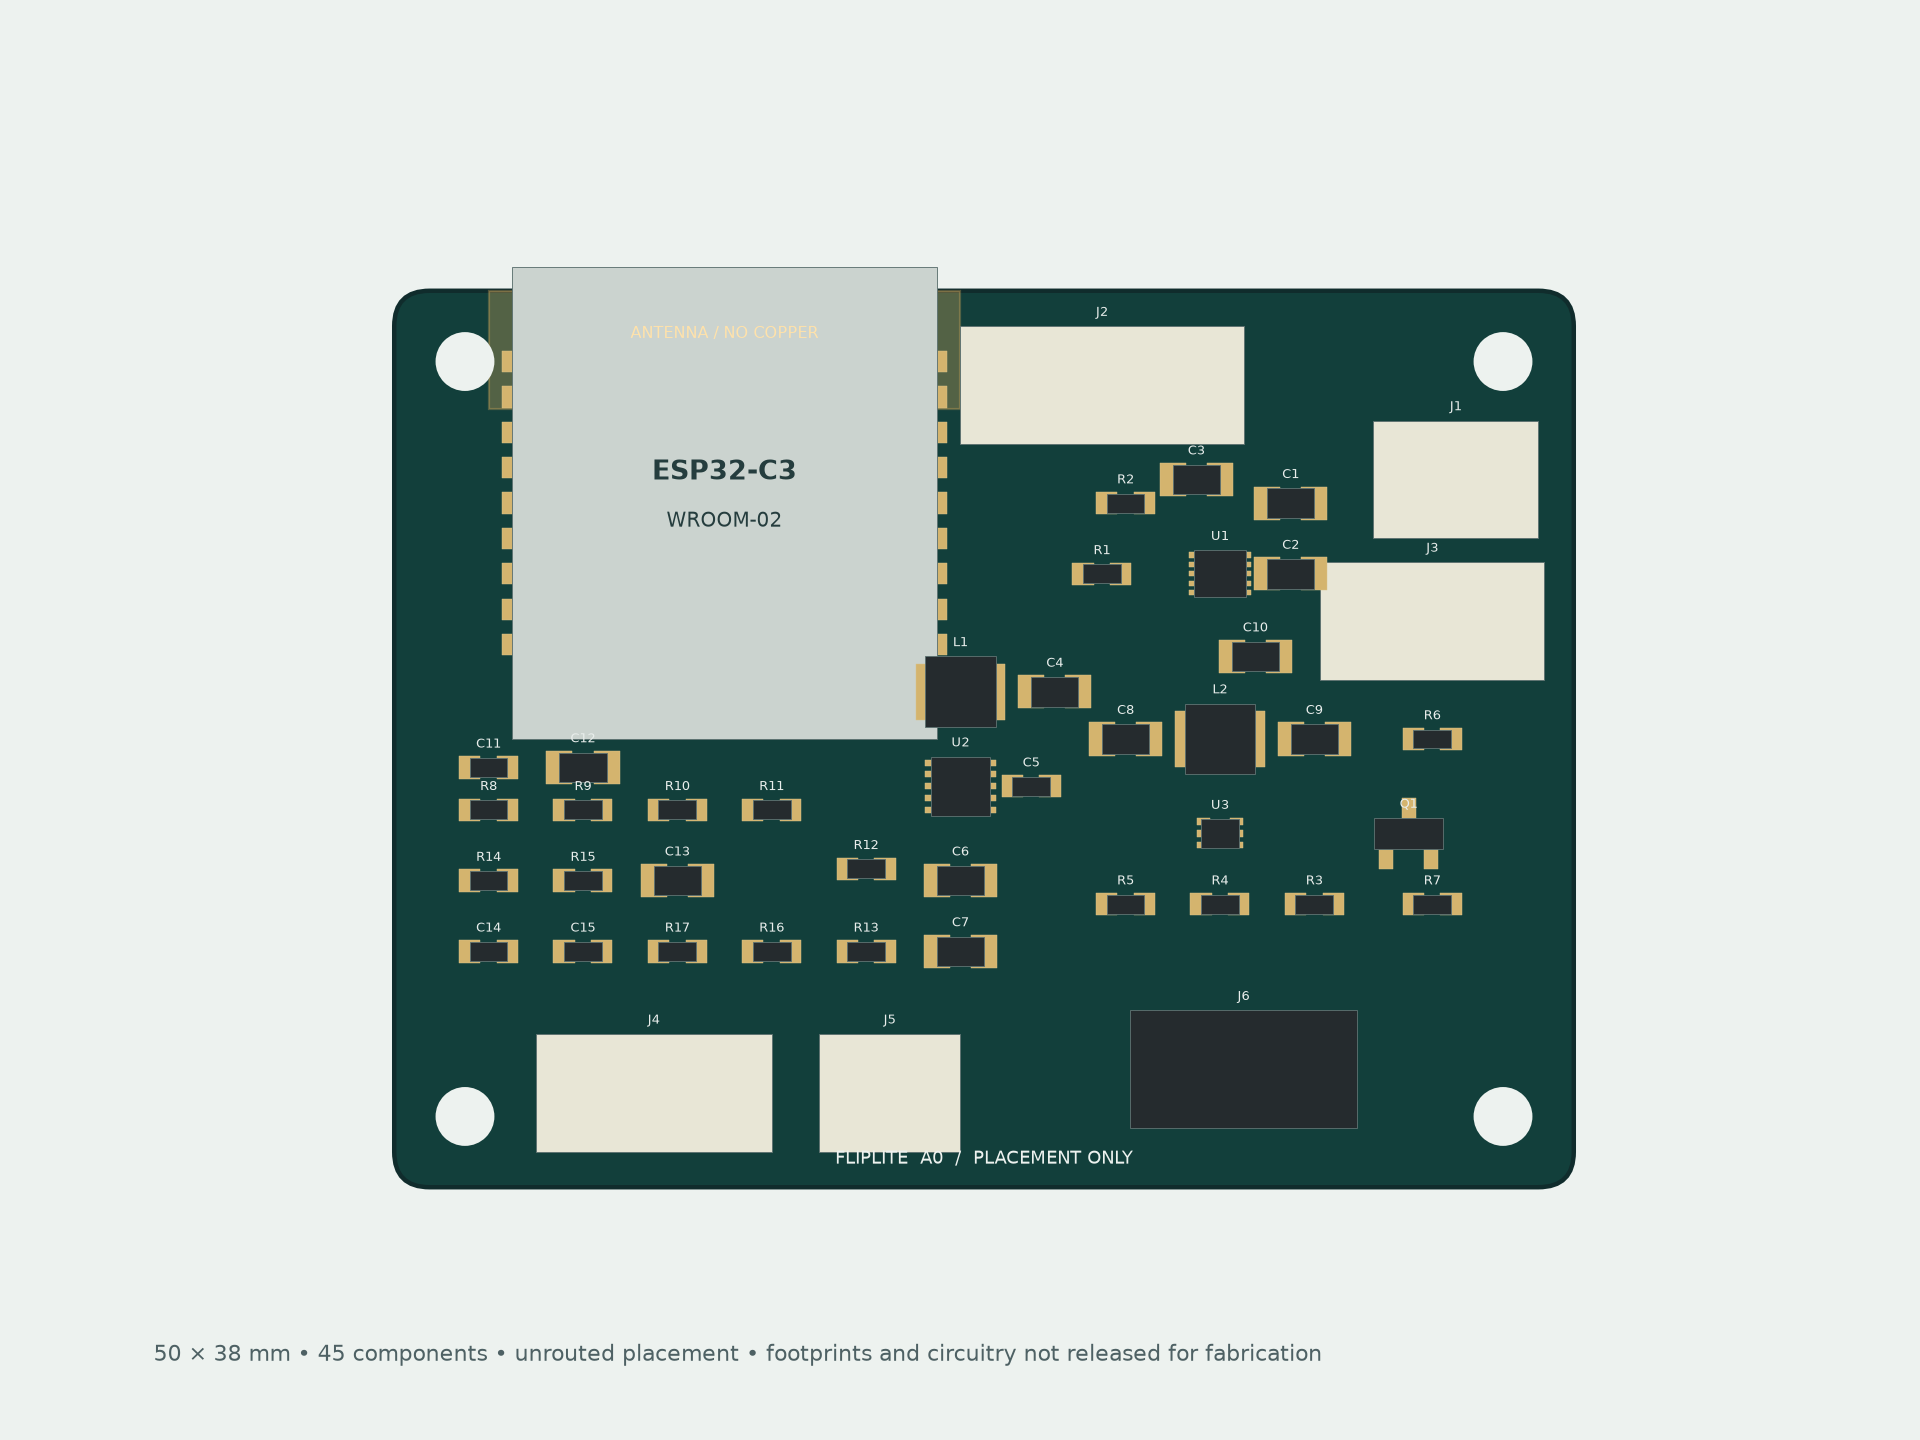 J2
ANTENNA / NO COPPER
J1
C3
ESP32-C3
C1
R2
WROOM-02
U1
C2
J3
R1
C10
L1
C4
L2
C8
C9
R6
C12
C11
U2
C5
R8
R9
R10
R11
U3
Q1
R12
C13
C6
R14
R15
R5
R4
R3
R7
C7
C14
C15
R17
R16
R13
J6
J4
J5
FLIPLITE A0 / PLACEMENT ONLY
50 × 38 mm • 45 components • unrouted placement • footprints and circuitry not released for fabrication